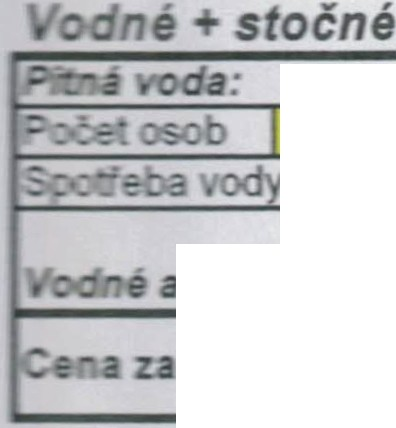 Vodné + stočné
Pitná voda:
Počet osob
Spotřeba vody
Vodné a
Cena za